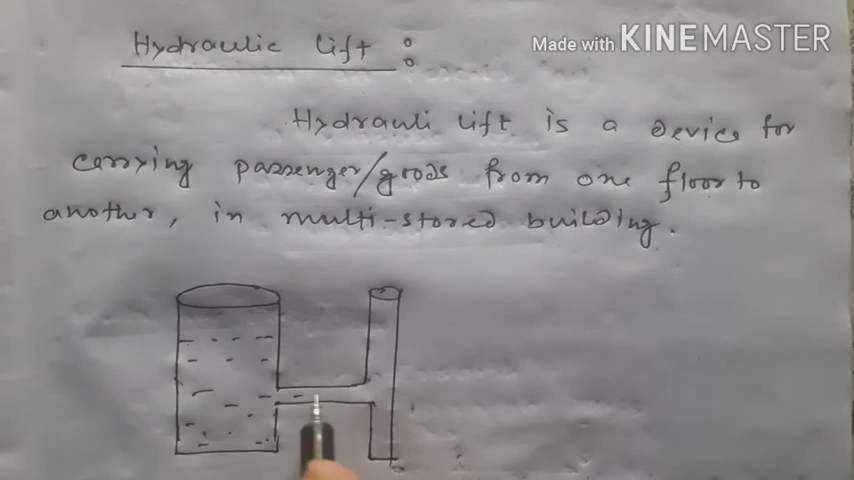 Hydraulic lift :
Made with KINEMASTER
Hydrauli lift is a device for
carrying passenger/goods from one floor to
another, in multi-stored building.